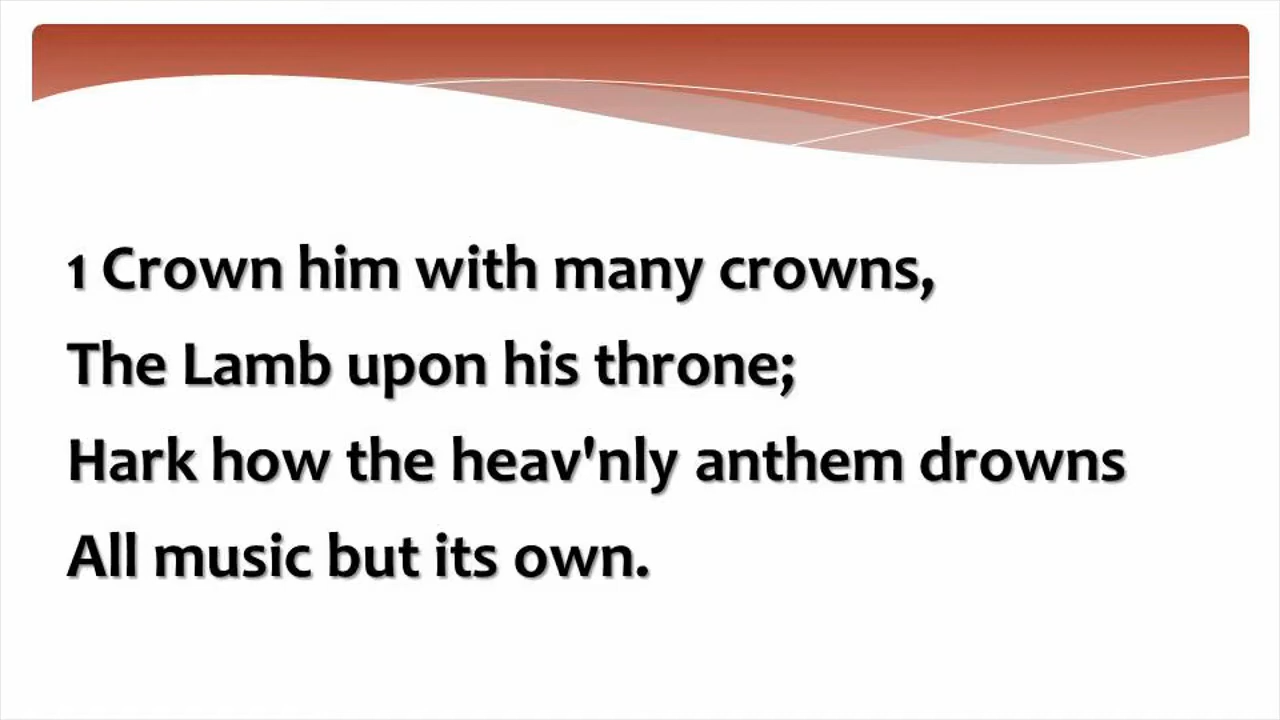 1 Crown him with many crowns,
The Lamb upon his throne;
Hark how the heav'nly anthem drowns
All music but its own.